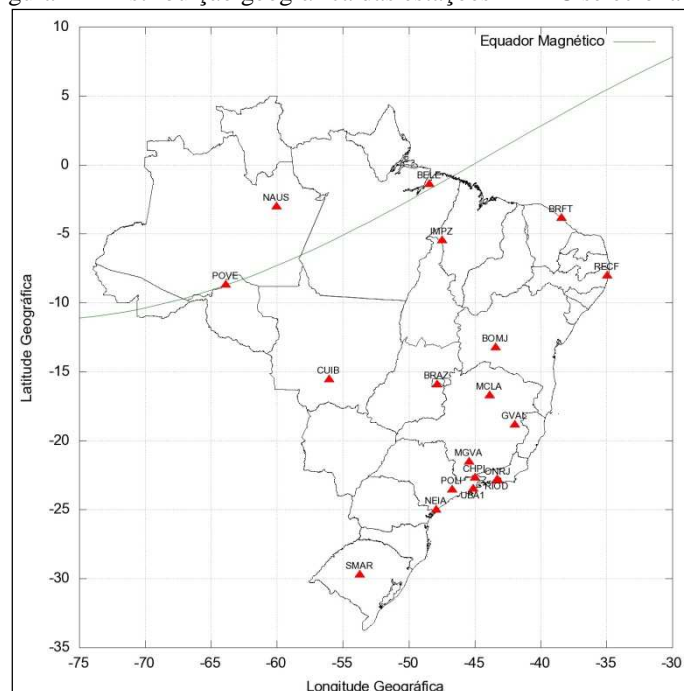 Equador Magnético
10
5
0
-5
-10
-15
-20
-25
-30
-35
Latitude Geográfica
BELE
NAUS
BRFT
IMPZ
RECF
POVE
BOMJ
CUIB
BRAZ
MCLA
GVAL
MGVA
CHPI
ONRJ
POLI
RIOD
UBA1
NEIA
SMAR
-75 -70 -65 -60 -55 -50 -45 -40 -35 -30
Longitude Geográfica